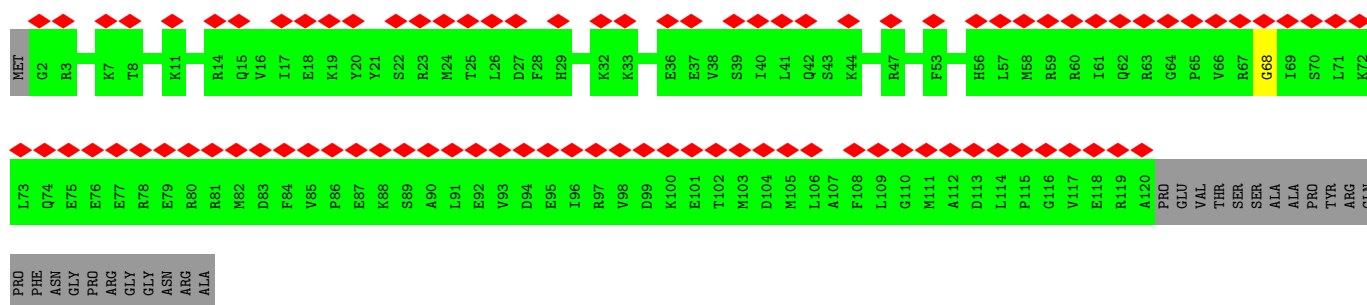 MET G2 R3 K7 T8 K11 R14 Q15 V16 I17 E18 K19 Y20 Y21 S22 R23 M24 T25 L26 D27 F28 H29 K32 K33 E36 E37 V38 S39 I40 L41 Q42 S43 K44 R47 F53 H56 L57 M58 R59 R60 I61 Q62 R63 G64 P65 V66 R67 G68 I69 S70 L71 K72
L73 Q74 E75 E76 E77 R78 E79 R80 R81 M82 D83 F84 V85 P86 E87 K88 S89 A90 L91 E92 V93 D94 E95 I96 R97 V98 D99 K100 E101 T102 M103 D104 M105 L106 A107 F108 L109 G110 M111 A112 D113 L114 P115 G116 V117 E118 R119 A120 PRO GLU VAL THR SER SER ALA ALA PRO TYR ARG GLN
PRO PHE ASN GLY PRO ARG GLY GLY ASN ARG ALA